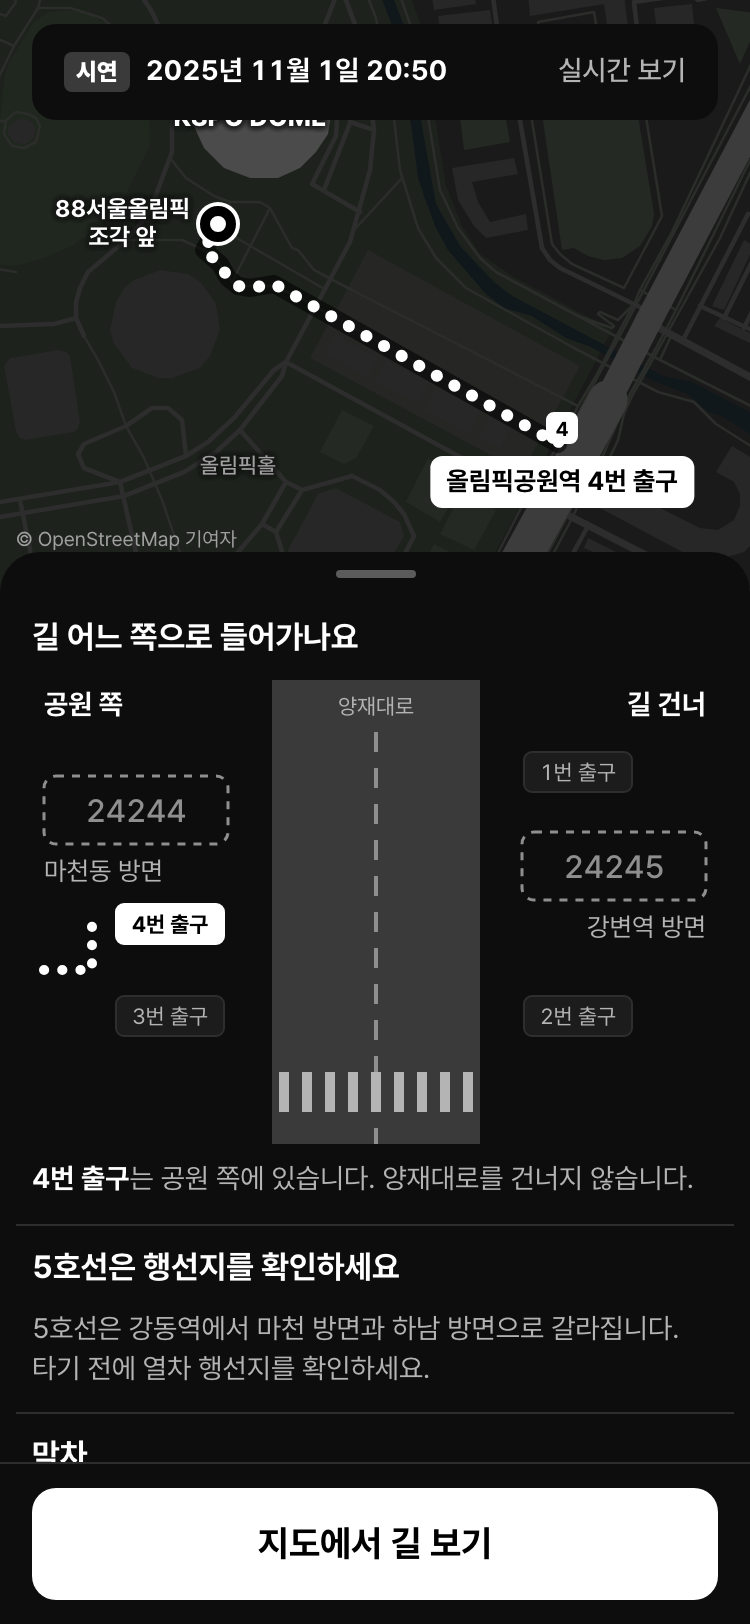 시연 2025년 11월 1일 20:50 실시간 보기
KSPO DOME
88서울올림픽
조각 앞
4
올림픽홀
올림픽공원역 4번 출구
© OpenStreetMap 기여자
길 어느 쪽으로 들어가나요
공원 쪽
양재대로
길 건너
1번 출구
24244
마천동 방면
24245
강변역 방면
4번 출구
3번 출구
2번 출구
4번 출구는 공원 쪽에 있습니다. 양재대로를 건너지 않습니다.
5호선은 행선지를 확인하세요
5호선은 강동역에서 마천 방면과 하남 방면으로 갈라집니다.
타기 전에 열차 행선지를 확인하세요.
막차
지도에서 길 보기